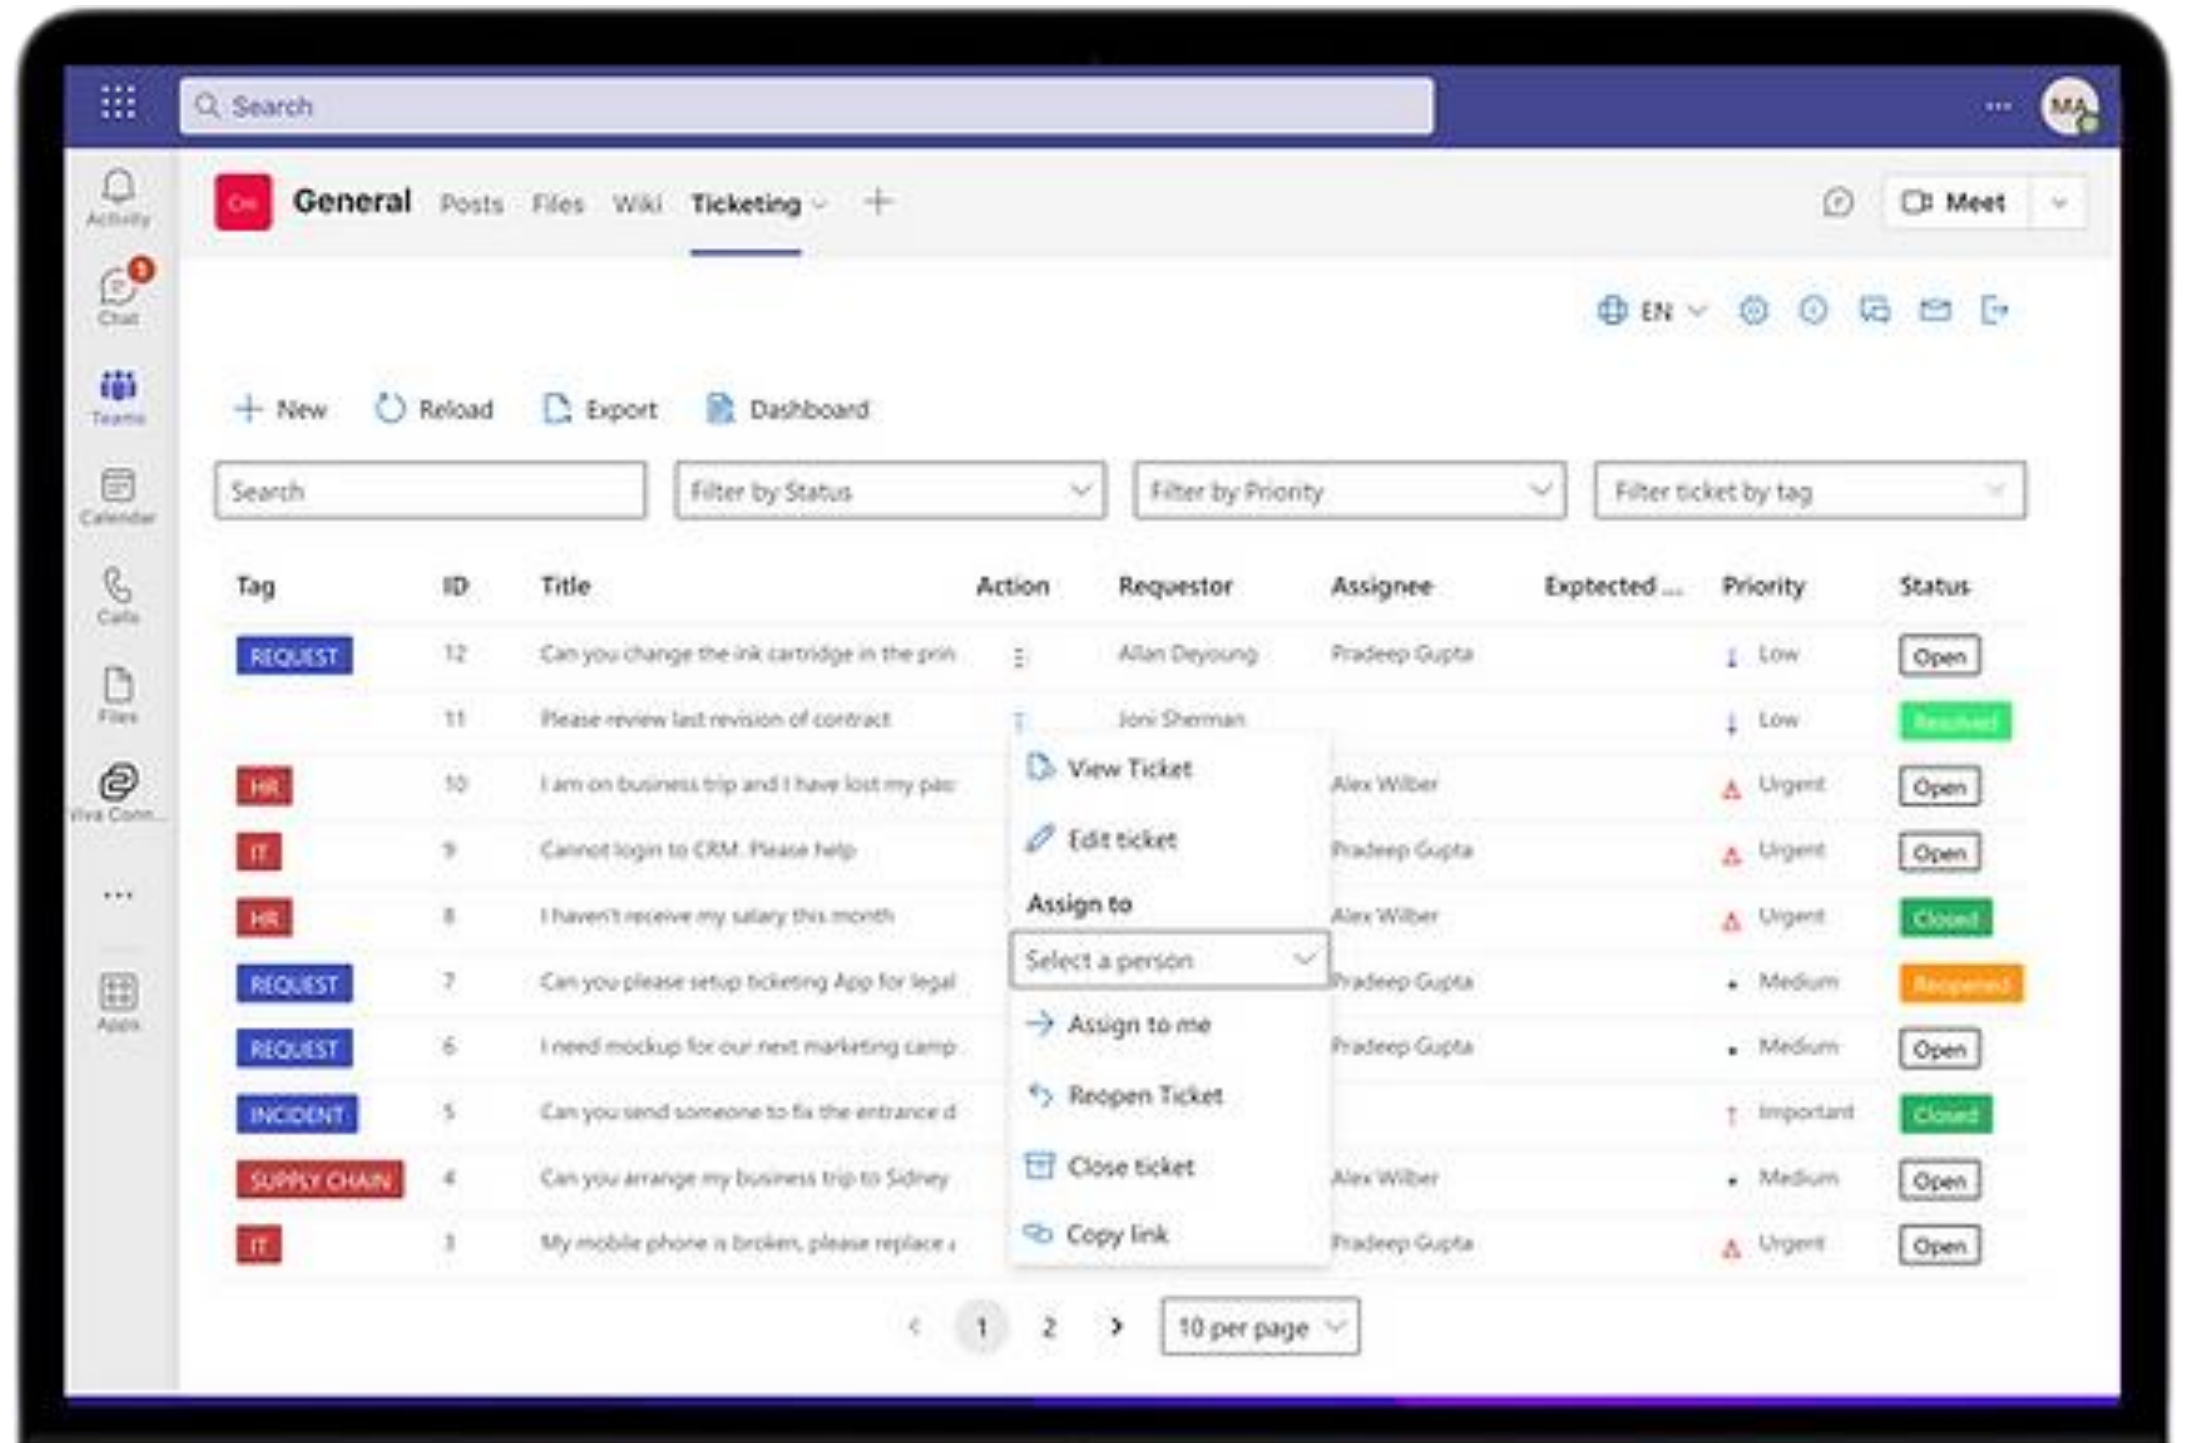 Search
MA
Activity
Chat
Teams
Calendar
Calls
Files
Viva Conn...
Apps
General Posts Files Wiki Ticketing Meet
EN
New Reload Export Dashboard
Search Filter by Status Filter by Priority Filter ticket by tag
Tag ID Title Action Requestor Assignee Exptected ... Priority Status
REQUEST 12 Can you change the ink cartridge in the prin Allan Deyoung Pradeep Gupta Low Open
11 Please review last revision of contract Joni Sherman Low Resolved
HR 10 I am on business trip and I have lost my pas Alex Wilber Urgent Open
IT 9 Cannot login to CRM. Please help Pradeep Gupta Urgent Open
HR 8 I haven't receive my salary this month Alex Wilber Urgent Closed
REQUEST 7 Can you please setup ticketing App for legal Pradeep Gupta Medium Reopened
REQUEST 6 I need mockup for our next marketing camp Pradeep Gupta Medium Open
INCIDENT 5 Can you send someone to fix the entrance d Important Closed
SUPPLY CHAIN 4 Can you arrange my business trip to Sidney Alex Wilber Medium Open
IT 3 My mobile phone is broken, please replace a Pradeep Gupta Urgent Open
View Ticket
Edit ticket
Assign to
Select a person
Assign to me
Reopen Ticket
Close ticket
Copy link
1 2 10 per page